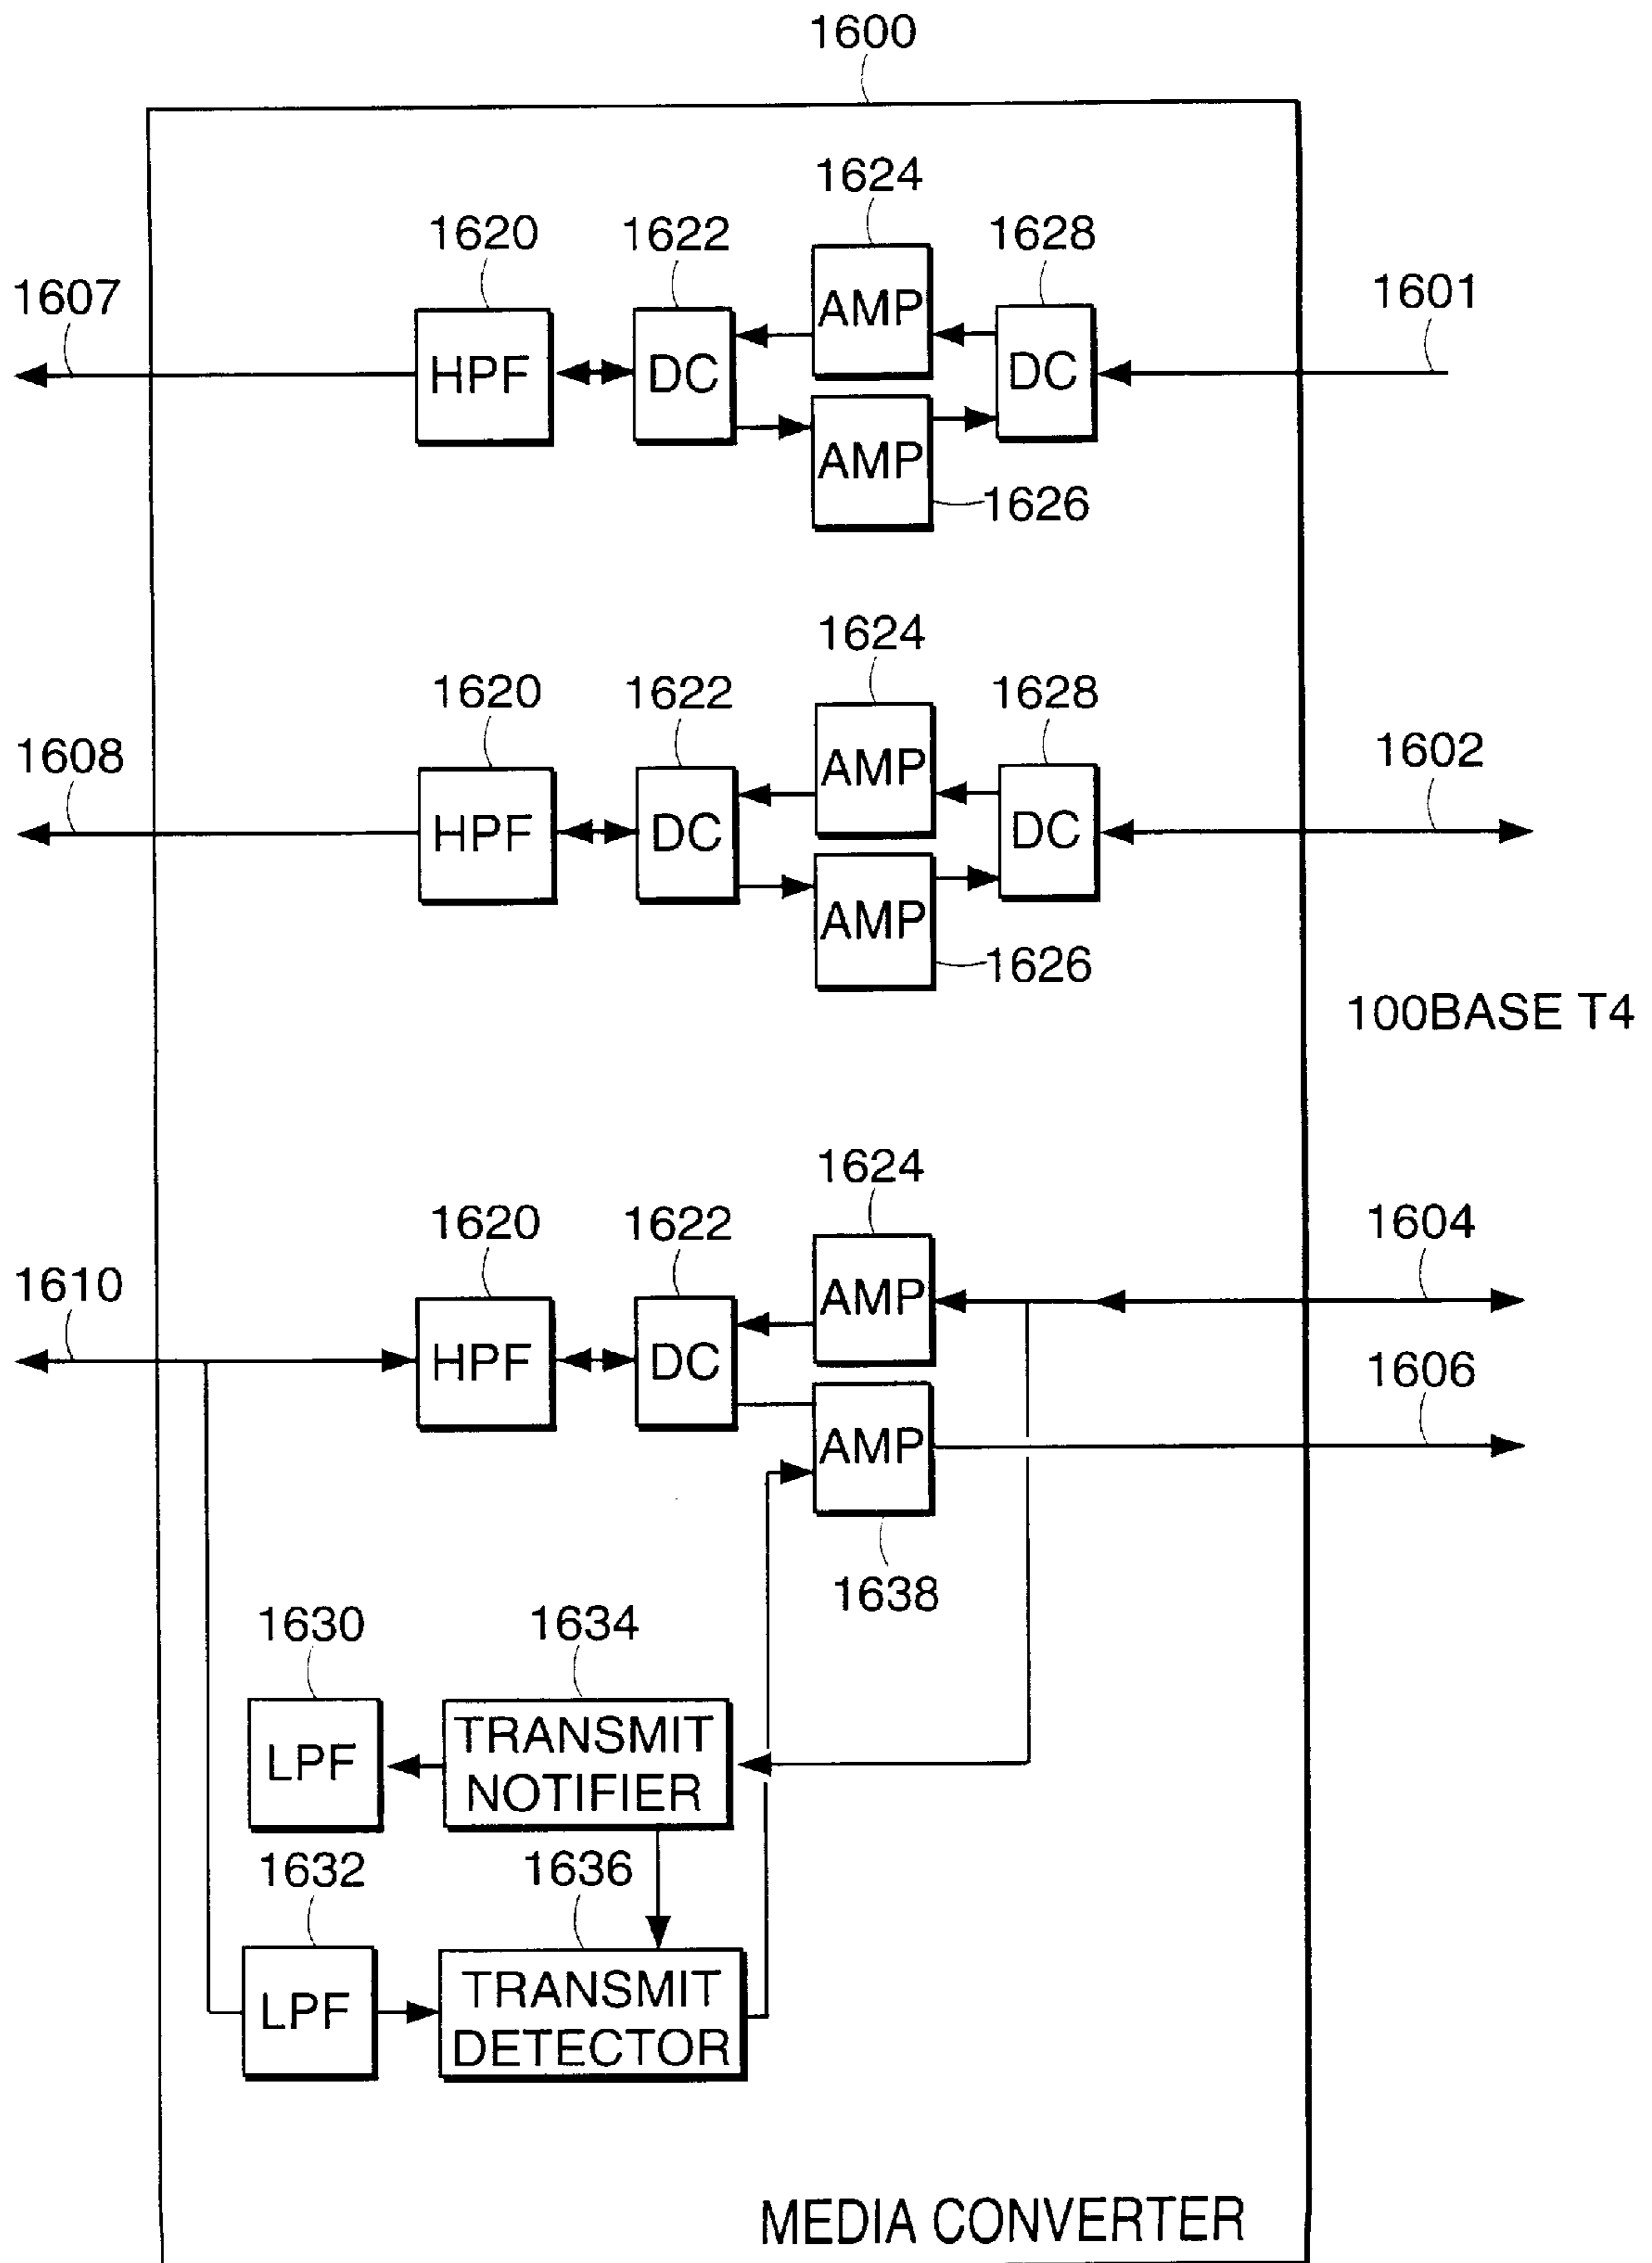 1600
1624
1620
1622
1628
1607
1601
HPF
DC
AMP
DC
AMP
1626
1624
1620
1622
1628
1608
1602
HPF
DC
AMP
DC
AMP
1626
100BASE T4
1624
1620
1622
1604
1610
HPF
DC
AMP
1606
AMP
1638
1630
1634
LPF
TRANSMIT
NOTIFIER
1632
1636
LPF
TRANSMIT
DETECTOR
MEDIA CONVERTER